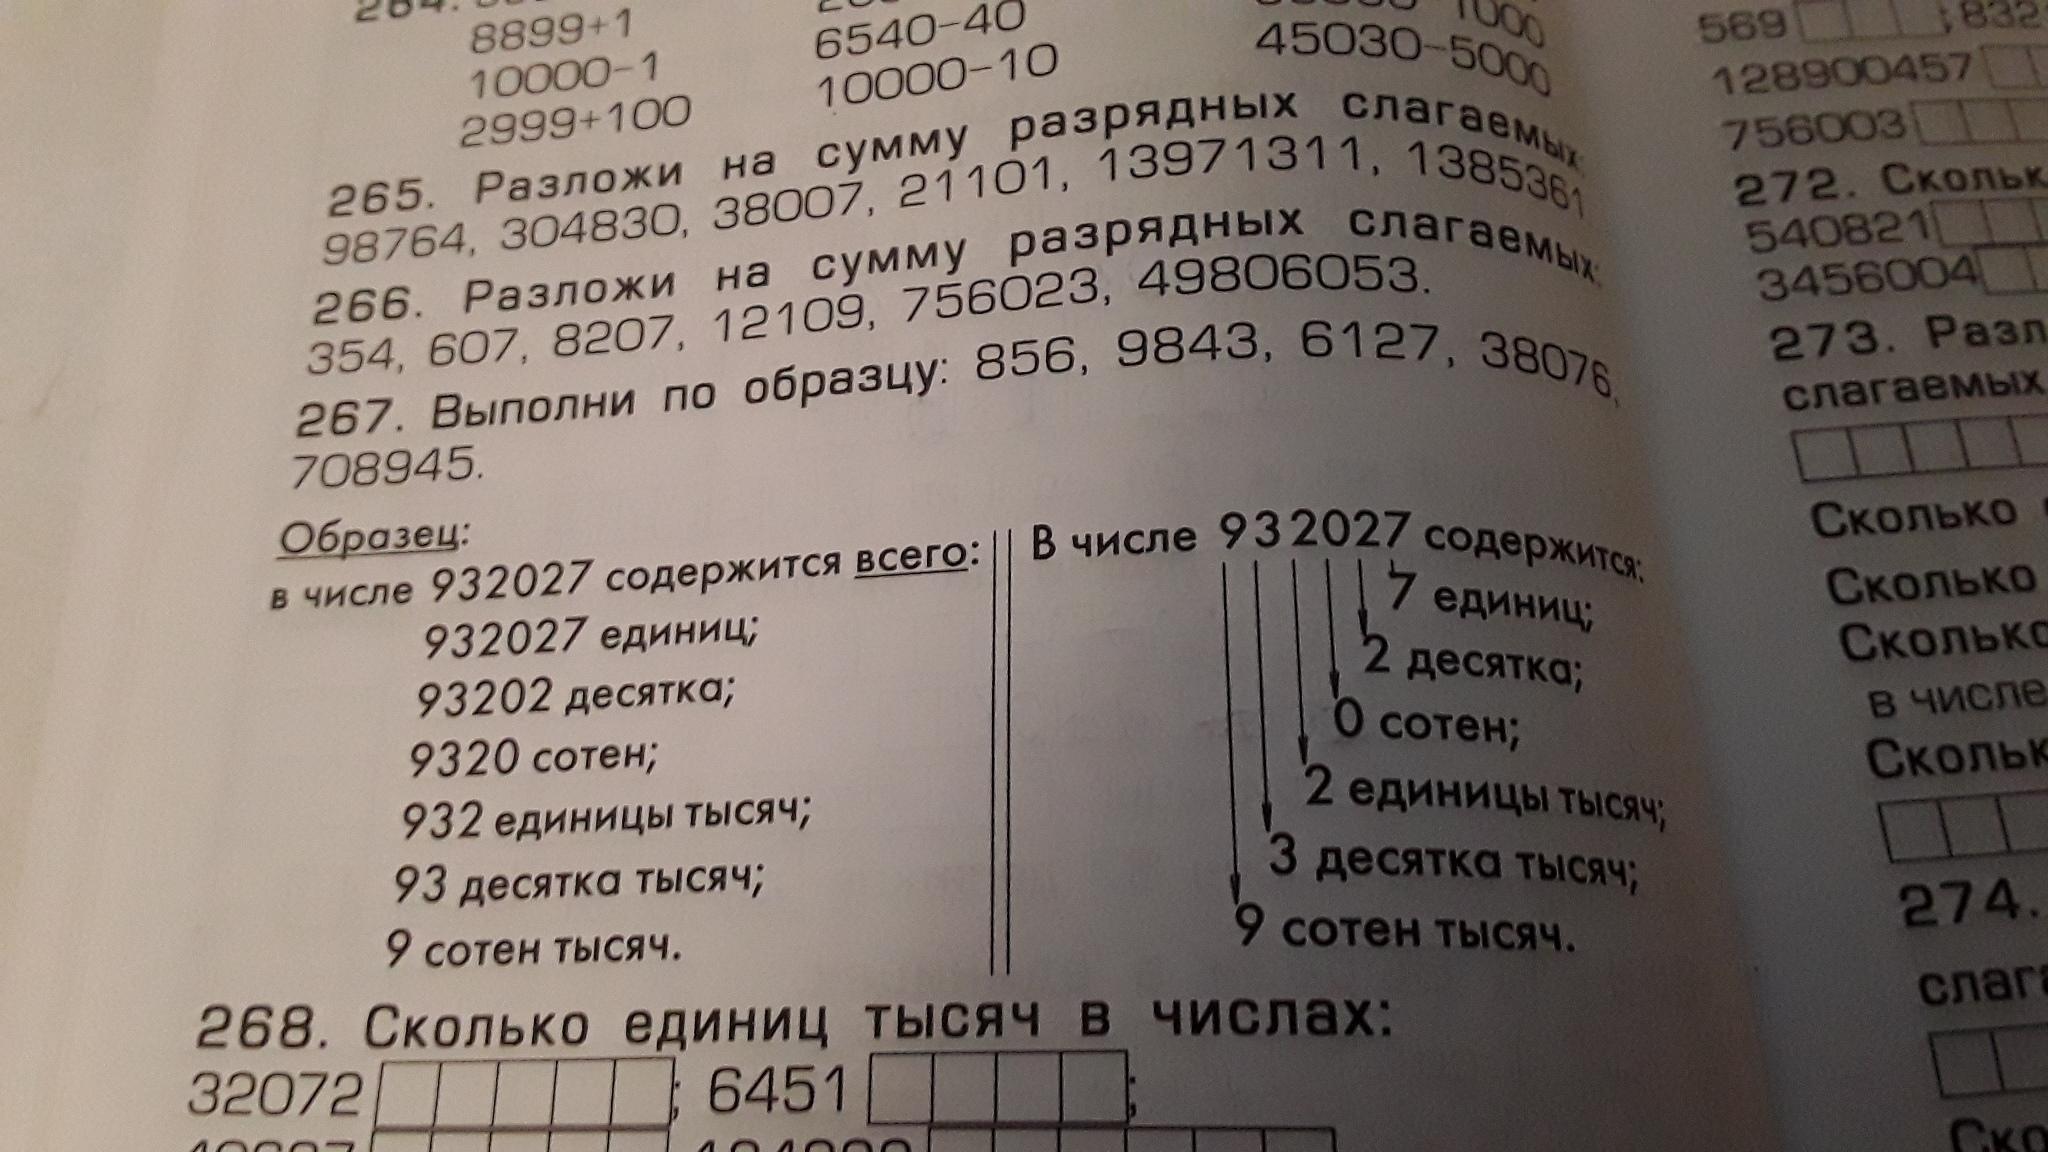 264.
8899+1
6540-40
1000
10000-1
10000-10
45030-5000
2999+100
265. Разложи на сумму разрядных слагаемых:
98764, 304830, 38007, 21101, 13971311, 1385361
266. Разложи на сумму разрядных слагаемых:
354, 607, 8207, 12109, 756023, 49806053.
267. Выполни по образцу: 856, 9843, 6127, 38076,
708945.
Образец:
в числе 932027 содержится всего:
932027 единиц;
93202 десятка;
9320 сотен;
932 единицы тысяч;
93 десятка тысяч;
9 сотен тысяч.
В числе 932027 содержится:
7 единиц;
2 десятка;
0 сотен;
2 единицы тысяч;
3 десятка тысяч;
9 сотен тысяч.
268. Сколько единиц тысяч в числах:
32072 ; 6451 ;
569 ; 832
128900457
756003
272. Скольк
540821
3456004
273. Разл
слагаемых
Сколько
Сколько
Сколько
в числе
Скольк
274.
слага
Ско